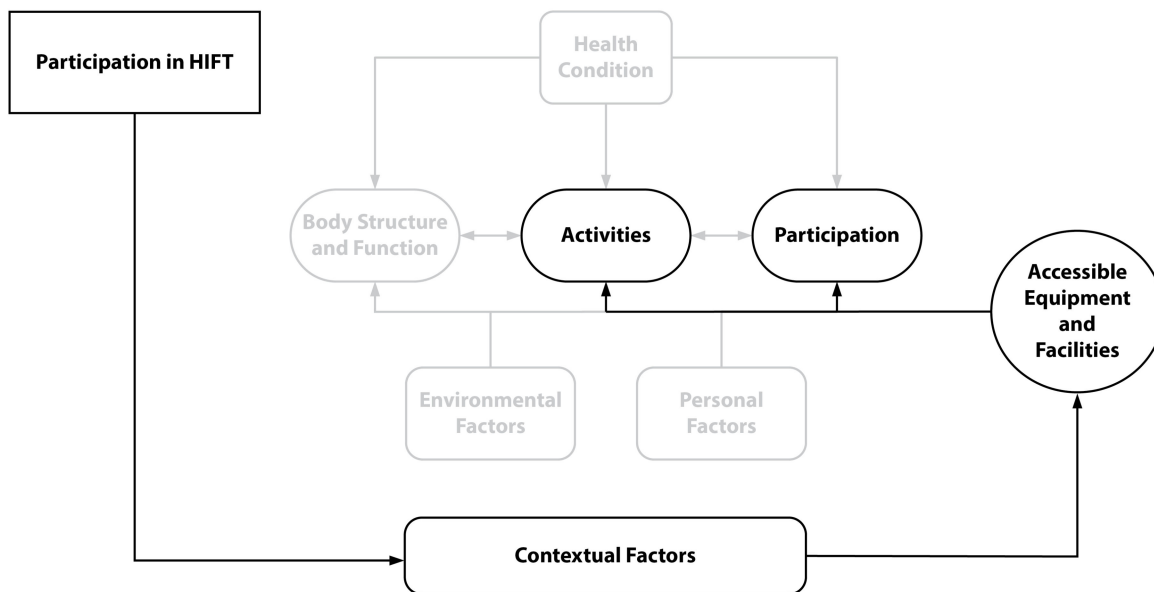 Participation in HIFT
Health
Condition
Body Structure
and Function
Activities
Participation
Accessible
Equipment
and
Facilities
Environmental
Factors
Personal
Factors
Contextual Factors